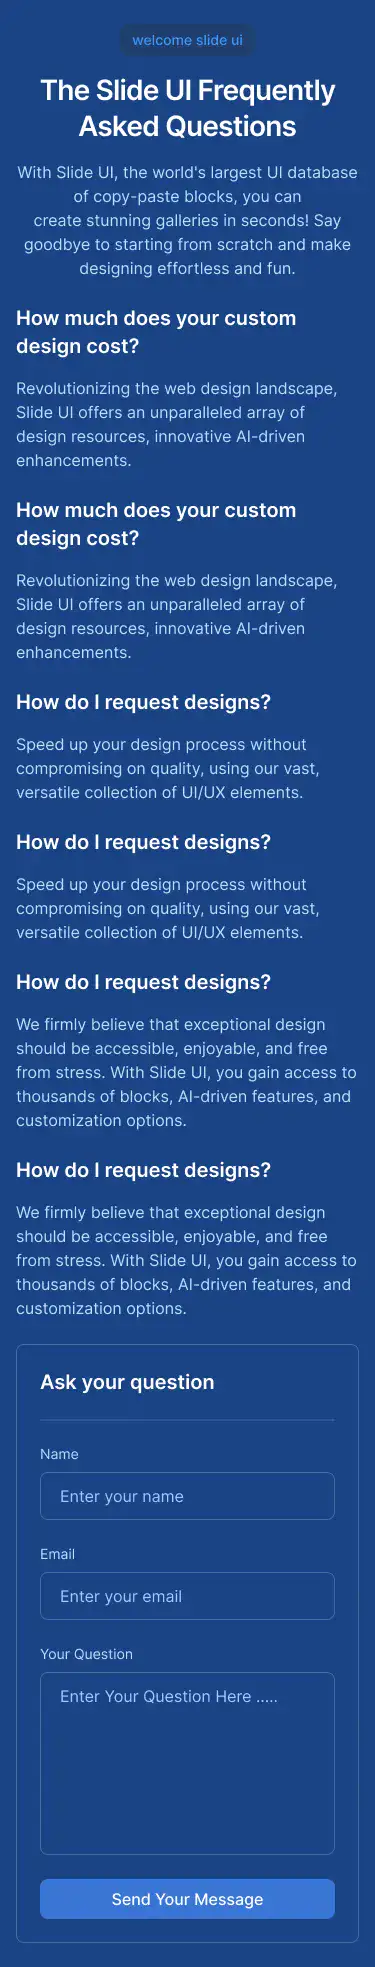 welcome slide ui
The Slide UI Frequently
Asked Questions
With Slide UI, the world's largest UI database
of copy-paste blocks, you can
create stunning galleries in seconds! Say
goodbye to starting from scratch and make
designing effortless and fun.
How much does your custom
design cost?
Revolutionizing the web design landscape,
Slide UI offers an unparalleled array of
design resources, innovative AI-driven
enhancements.
How much does your custom
design cost?
Revolutionizing the web design landscape,
Slide UI offers an unparalleled array of
design resources, innovative AI-driven
enhancements.
How do I request designs?
Speed up your design process without
compromising on quality, using our vast,
versatile collection of UI/UX elements.
How do I request designs?
Speed up your design process without
compromising on quality, using our vast,
versatile collection of UI/UX elements.
How do I request designs?
We firmly believe that exceptional design
should be accessible, enjoyable, and free
from stress. With Slide UI, you gain access to
thousands of blocks, AI-driven features, and
customization options.
How do I request designs?
We firmly believe that exceptional design
should be accessible, enjoyable, and free
from stress. With Slide UI, you gain access to
thousands of blocks, AI-driven features, and
customization options.
Ask your question
Name
Enter your name
Email
Enter your email
Your Question
Enter Your Question Here .....
Send Your Message